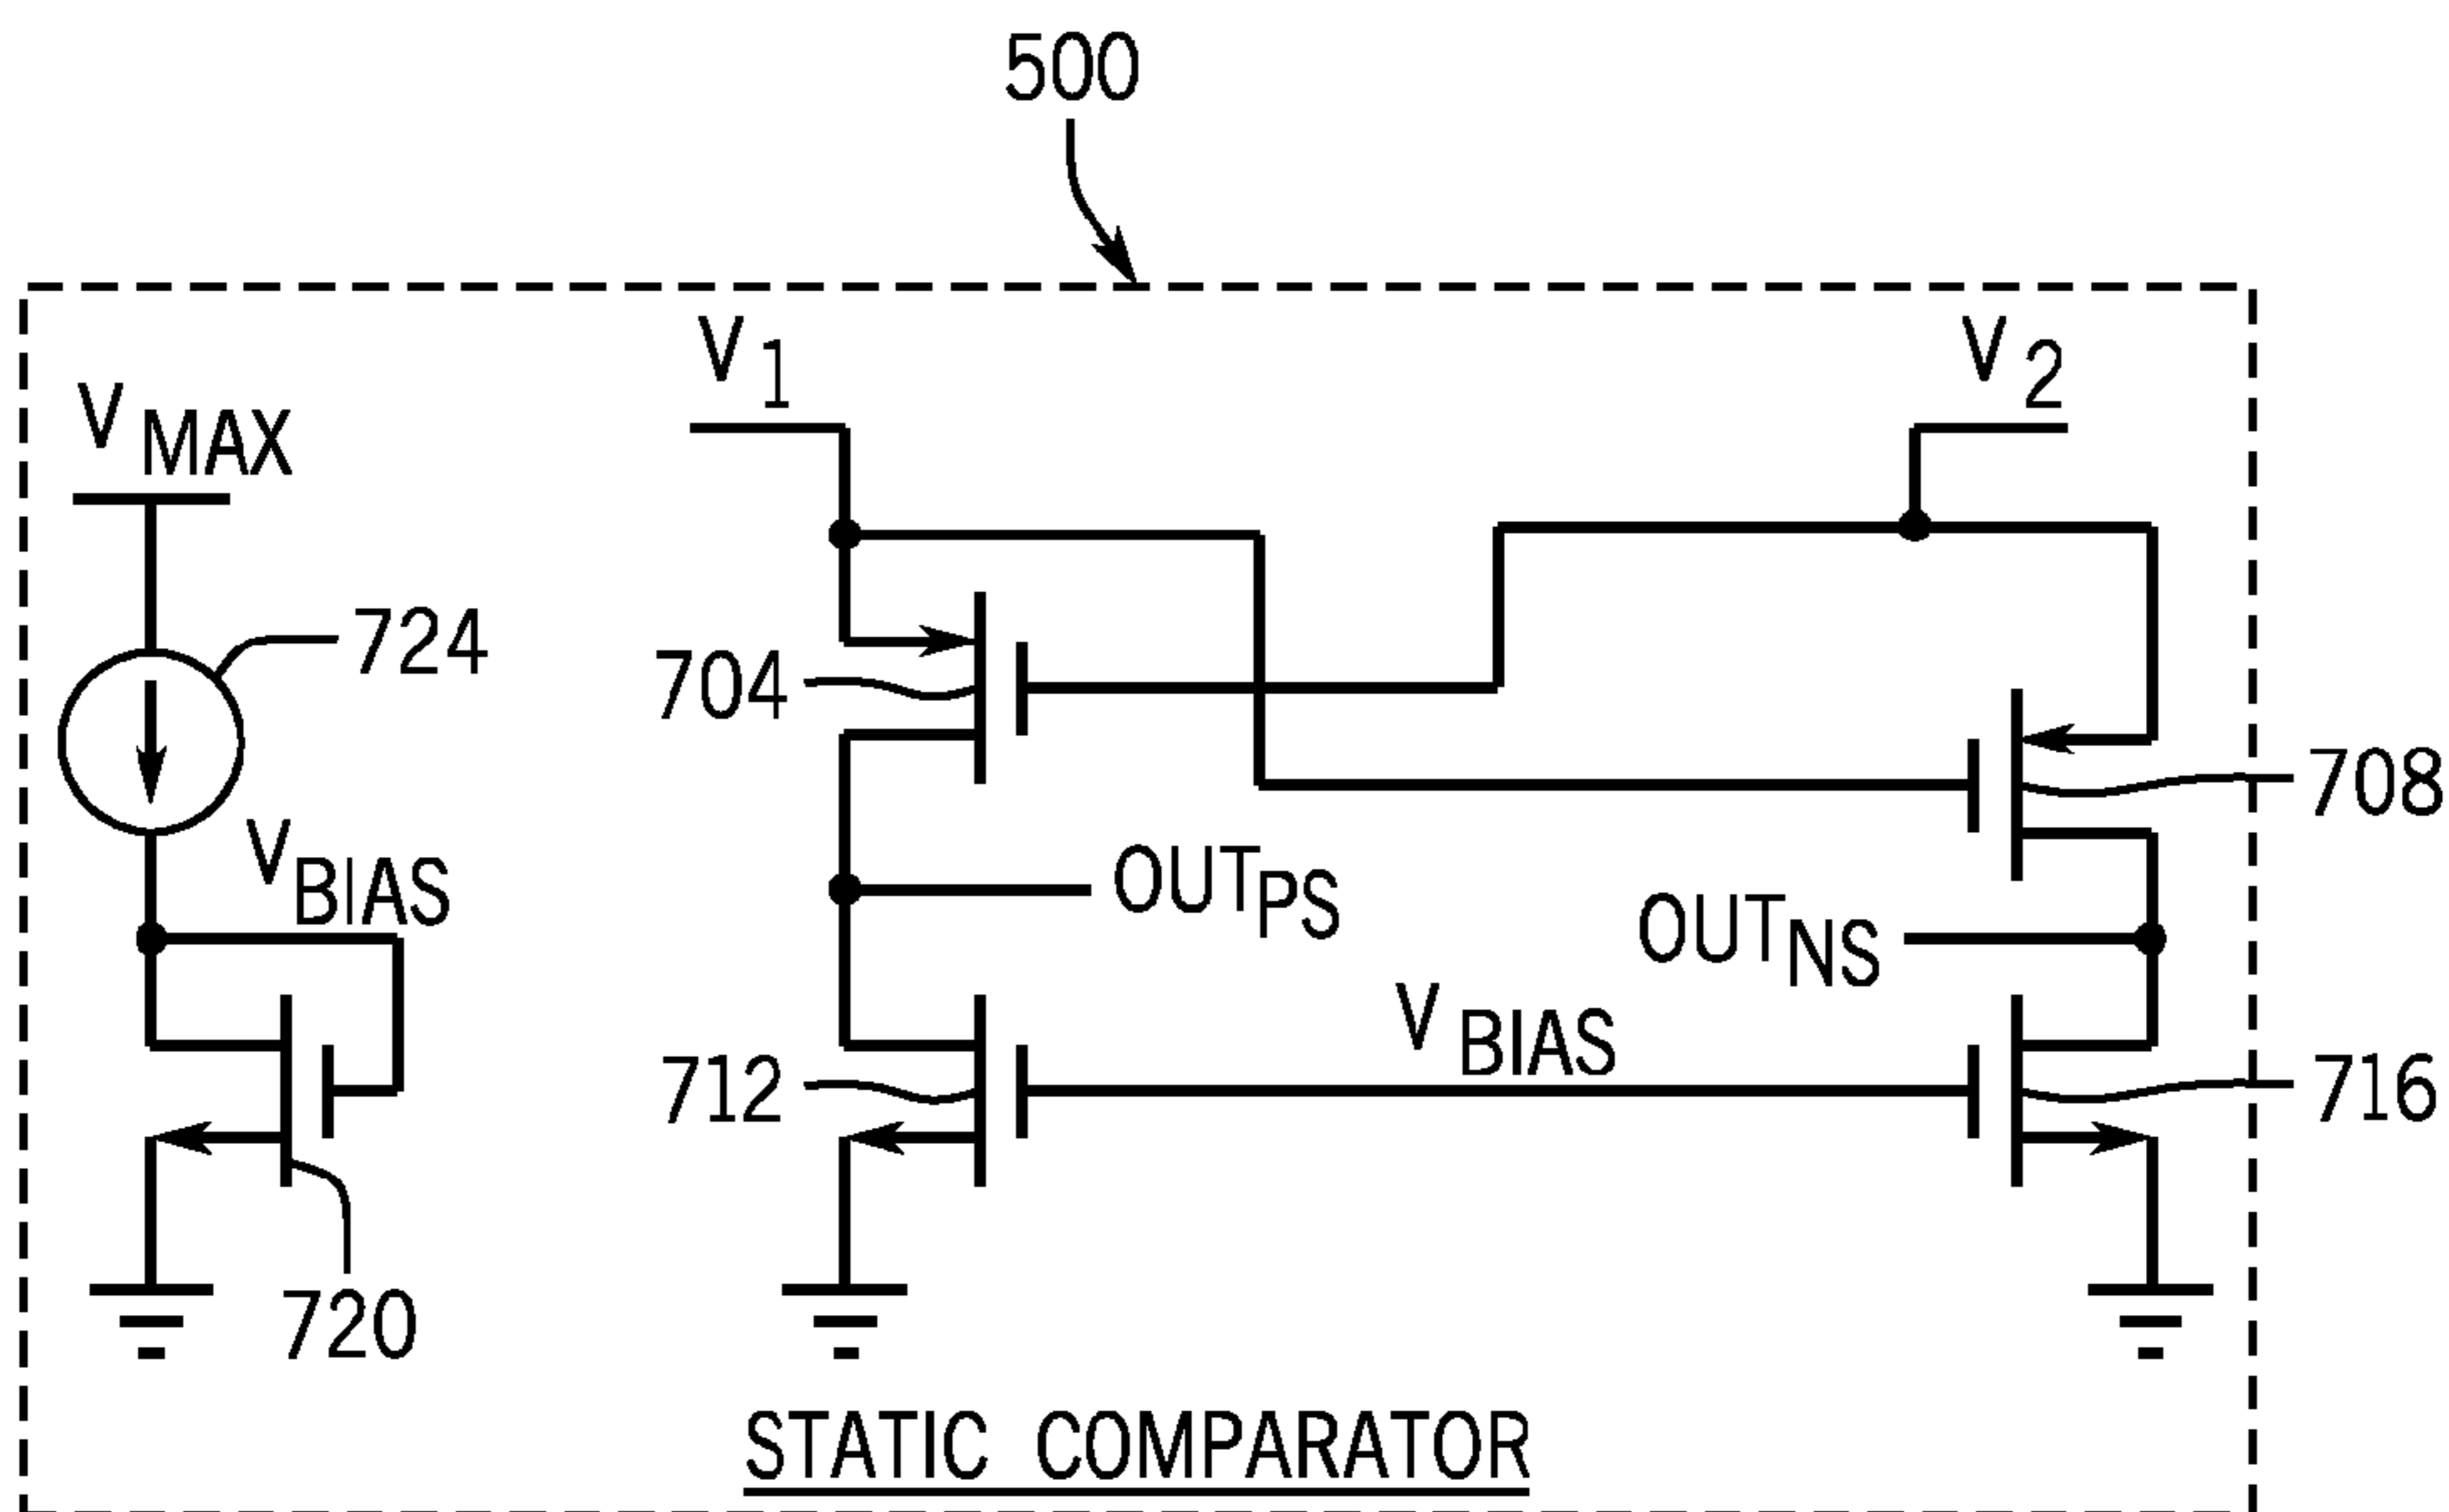 500
V1
V2
VMAX
724
704
708
VBIAS
OUTPS
OUTNS
VBIAS
712
716
720
STATIC COMPARATOR